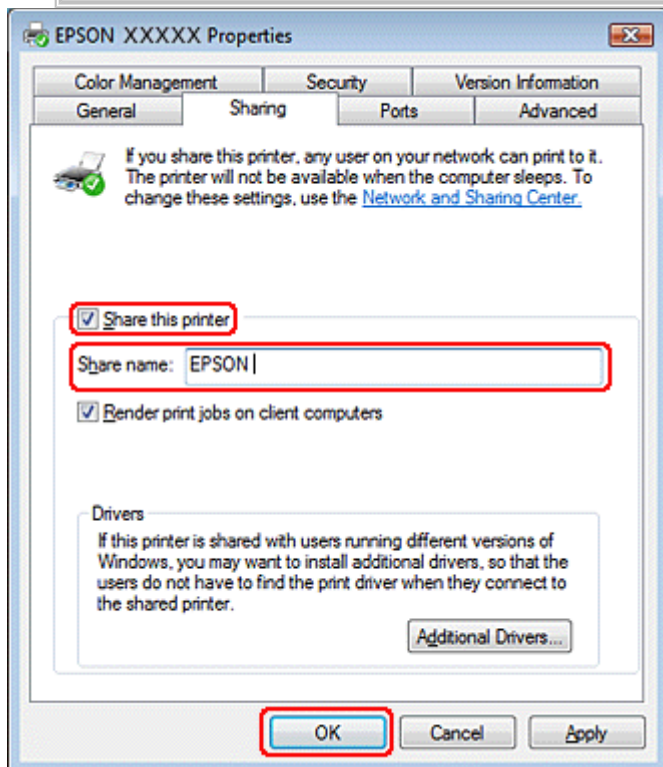 EPSON XXXXX Properties
Color Management Security Version Information
General Sharing Ports Advanced
If you share this printer, any user on your network can print to it.
The printer will not be available when the computer sleeps. To
change these settings, use the Network and Sharing Center.
Share this printer
Share name: EPSON
Render print jobs on client computers
Drivers
If this printer is shared with users running different versions of
Windows, you may want to install additional drivers, so that the
users do not have to find the print driver when they connect to
the shared printer.
Additional Drivers...
OK Cancel Apply